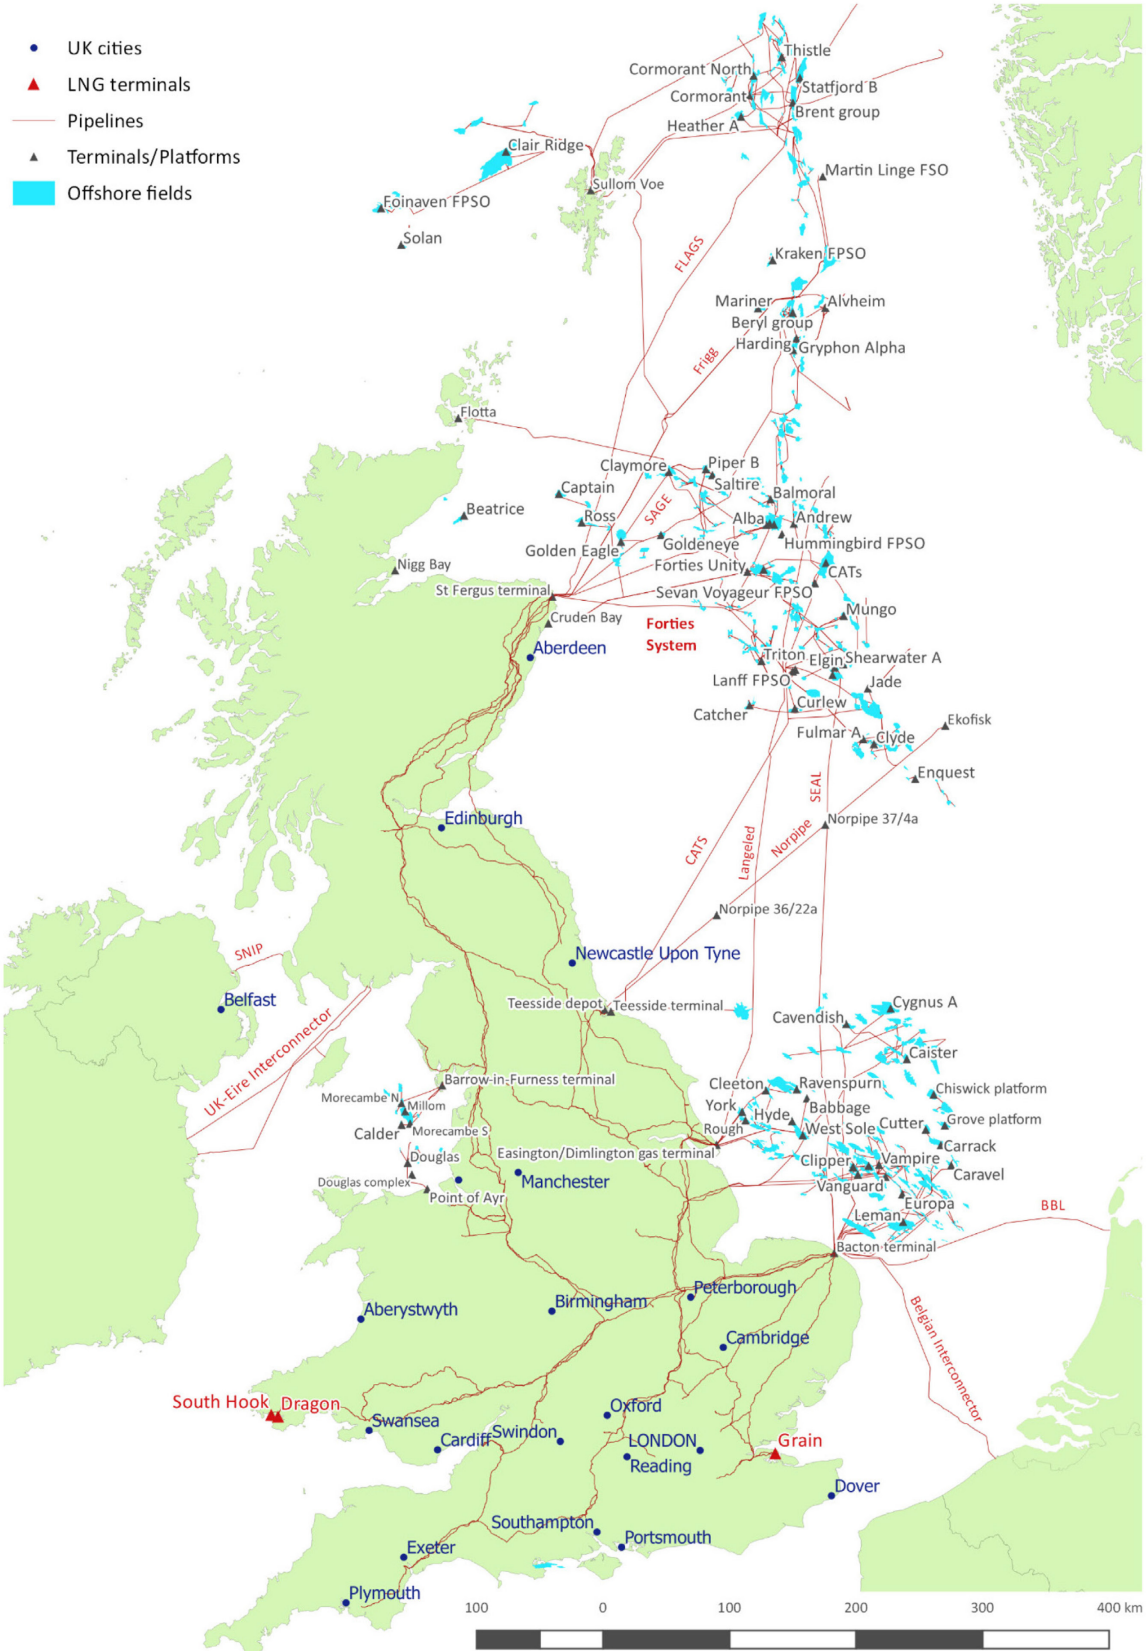 UK cities
LNG terminals
Pipelines
Terminals/Platforms
Offshore fields
Thistle
Cormorant North
Statfjord B
Cormorant
Brent group
Heather A
Clair Ridge
Martin Linge FSO
Sullom Voe
Foinaven FPSO
Solan
FLAGS
Kraken FPSO
Mariner
Alvheim
Beryl group
Harding
Gryphon Alpha
Frigg
Flotta
Claymore
Piper B
Saltire
Captain
Balmoral
Beatrice
Ross
SAGE
Alba
Andrew
Golden Eagle
Goldeneye
Hummingbird FPSO
Nigg Bay
Forties Unity
CATs
St Fergus terminal
Sevan Voyageur FPSO
Cruden Bay
Mungo
Forties
System
Aberdeen
Triton
Elgin
Shearwater A
Lanff FPSO
Jade
Catcher
Curlew
Ekofisk
Fulmar A
Clyde
Enquest
SEAL
Edinburgh
Norpipe 37/4a
CATS
Langeled
Norpipe
Norpipe 36/22a
SNIP
Newcastle Upon Tyne
Belfast
Teesside depot
Teesside terminal
Cygnus A
Cavendish
UK-Eire Interconnector
Caister
Barrow-in-Furness terminal
Cleeton
Ravenspurn
Chiswick platform
Morecambe N
Millom
York
Babbage
Hyde
Grove platform
Calder
Morecambe S
Rough
West Sole
Cutter
Carrack
Easington/Dimlington gas terminal
Douglas
Clipper
Vampire
Caravel
Douglas complex
Manchester
Vanguard
Point of Ayr
Europa
Leman
BBL
Bacton terminal
Peterborough
Birmingham
Aberystwyth
Cambridge
Belgian Interconnector
South Hook
Dragon
Oxford
Swansea
Swindon
Cardiff
LONDON
Grain
Reading
Dover
Southampton
Portsmouth
Exeter
Plymouth
100 0 100 200 300 400 km